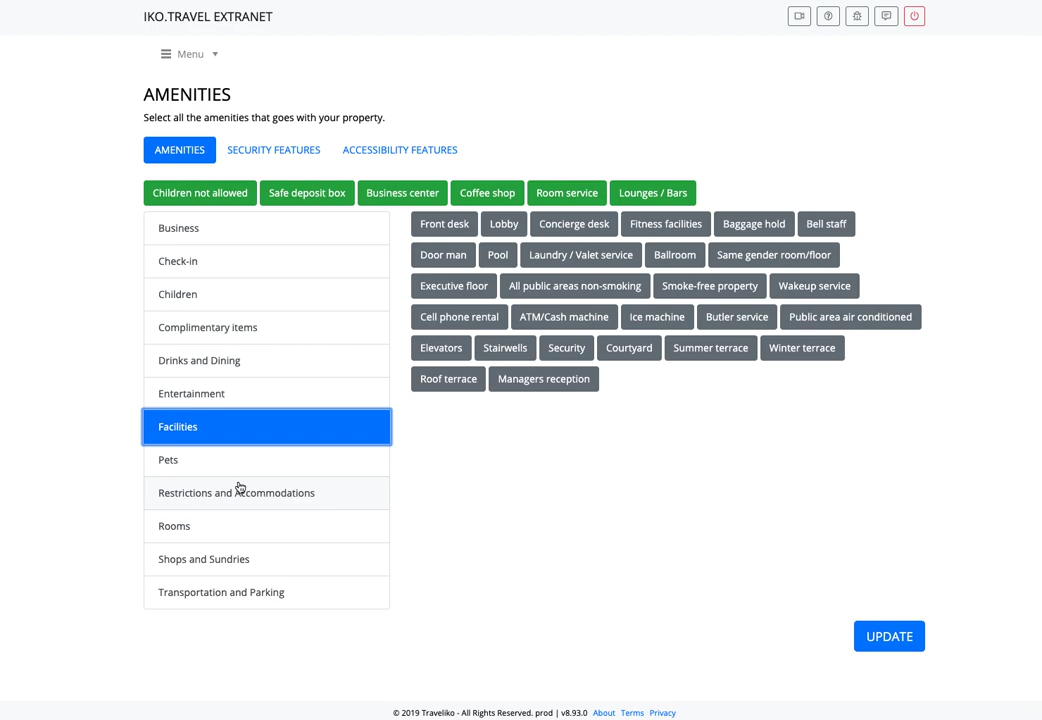 IKO.TRAVEL EXTRANET
Menu
AMENITIES
Select all the amenities that goes with your property.
AMENITIES SECURITY FEATURES ACCESSIBILITY FEATURES
Children not allowed Safe deposit box Business center Coffee shop Room service Lounges / Bars
Business
Check-in
Children
Complimentary items
Drinks and Dining
Entertainment
Facilities
Pets
Restrictions and Accommodations
Rooms
Shops and Sundries
Transportation and Parking
Front desk Lobby Concierge desk Fitness facilities Baggage hold Bell staff
Door man Pool Laundry / Valet service Ballroom Same gender room/floor
Executive floor All public areas non-smoking Smoke-free property Wakeup service
Cell phone rental ATM/Cash machine Ice machine Butler service Public area air conditioned
Elevators Stairwells Security Courtyard Summer terrace Winter terrace
Roof terrace Managers reception
UPDATE
© 2019 Traveliko - All Rights Reserved. prod | v8.93.0 About Terms Privacy